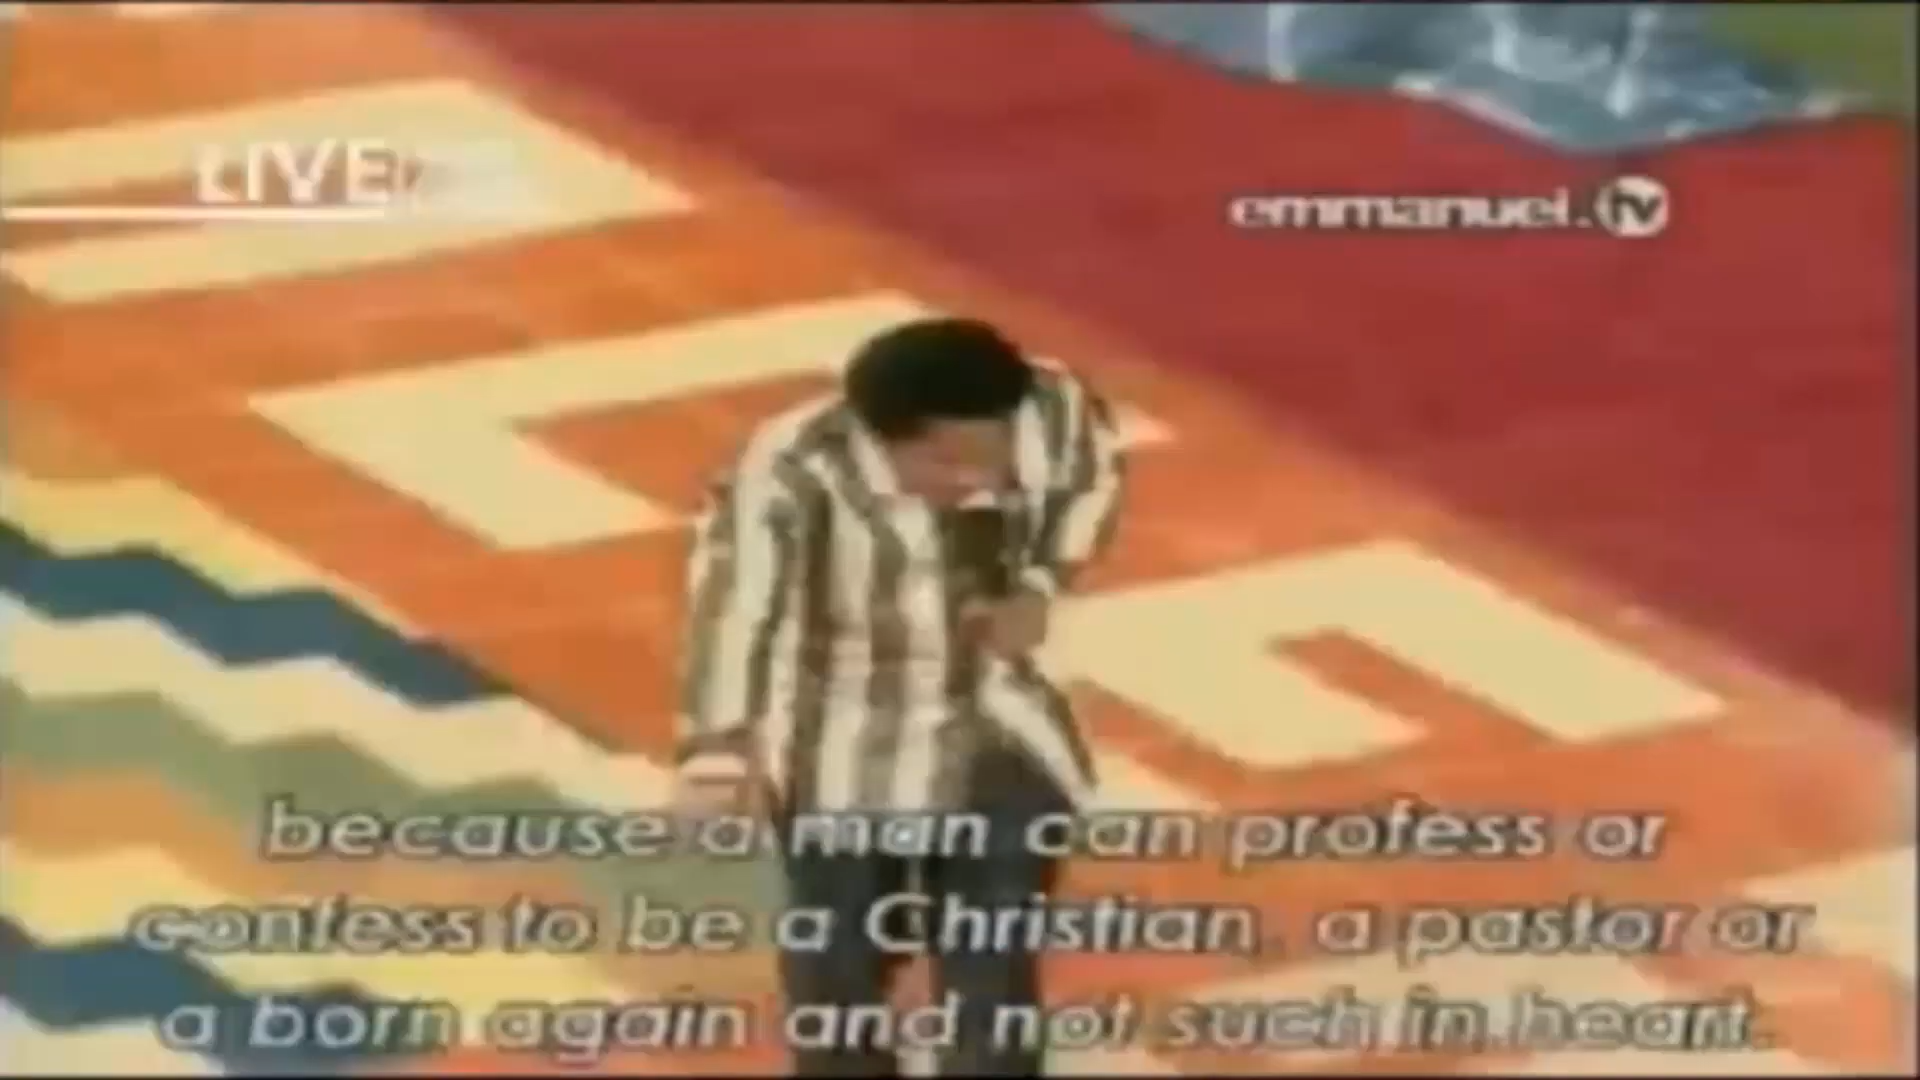 LIVE
emmanuel.tv
because a man can profess or
confess to be a Christian, a pastor or
a born again and not such in heart.